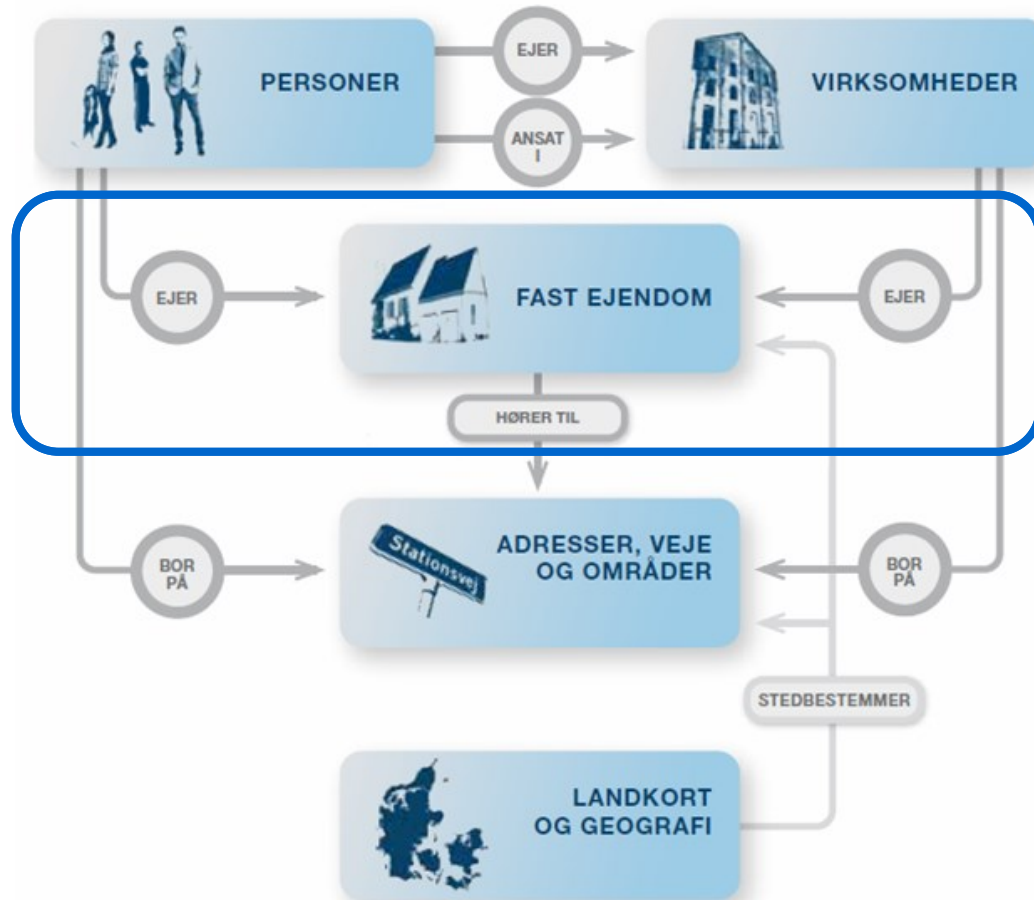 PERSONER
EJER
ANSAT
I
VIRKSOMHEDER
EJER
FAST EJENDOM
EJER
HØRER TIL
BOR
PÅ
Stationsvej
ADRESSER, VEJE
OG OMRÅDER
BOR
PÅ
STEDBESTEMMER
LANDKORT
OG GEOGRAFI